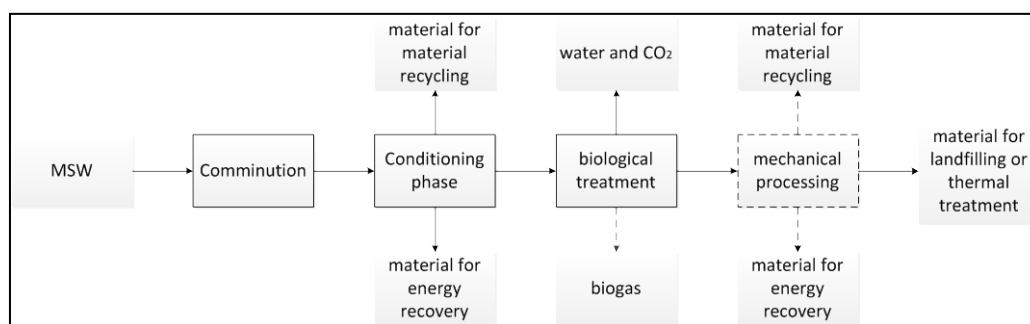 material for
material
recycling
water and CO₂
material for
material
recycling
MSW
Comminution
Conditioning
phase
biological
treatment
mechanical
processing
material for
landfilling or
thermal
treatment
material for
energy
recovery
biogas
material for
energy
recovery